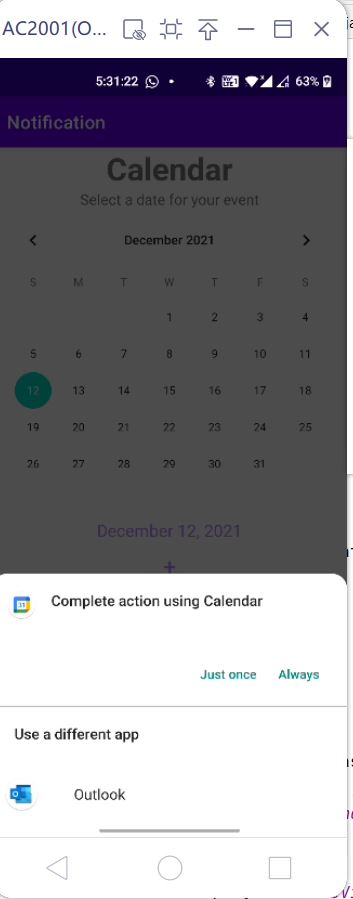 AC2001(O...
5:31:22 63%
Notification
Calendar
Select a date for your event
December 2021
S M T W T F S
1 2 3 4
5 6 7 8 9 10 11
12 13 14 15 16 17 18
19 20 21 22 23 24 25
26 27 28 29 30 31
December 12, 2021
+
31
Complete action using Calendar
Just once Always
Use a different app
Outlook